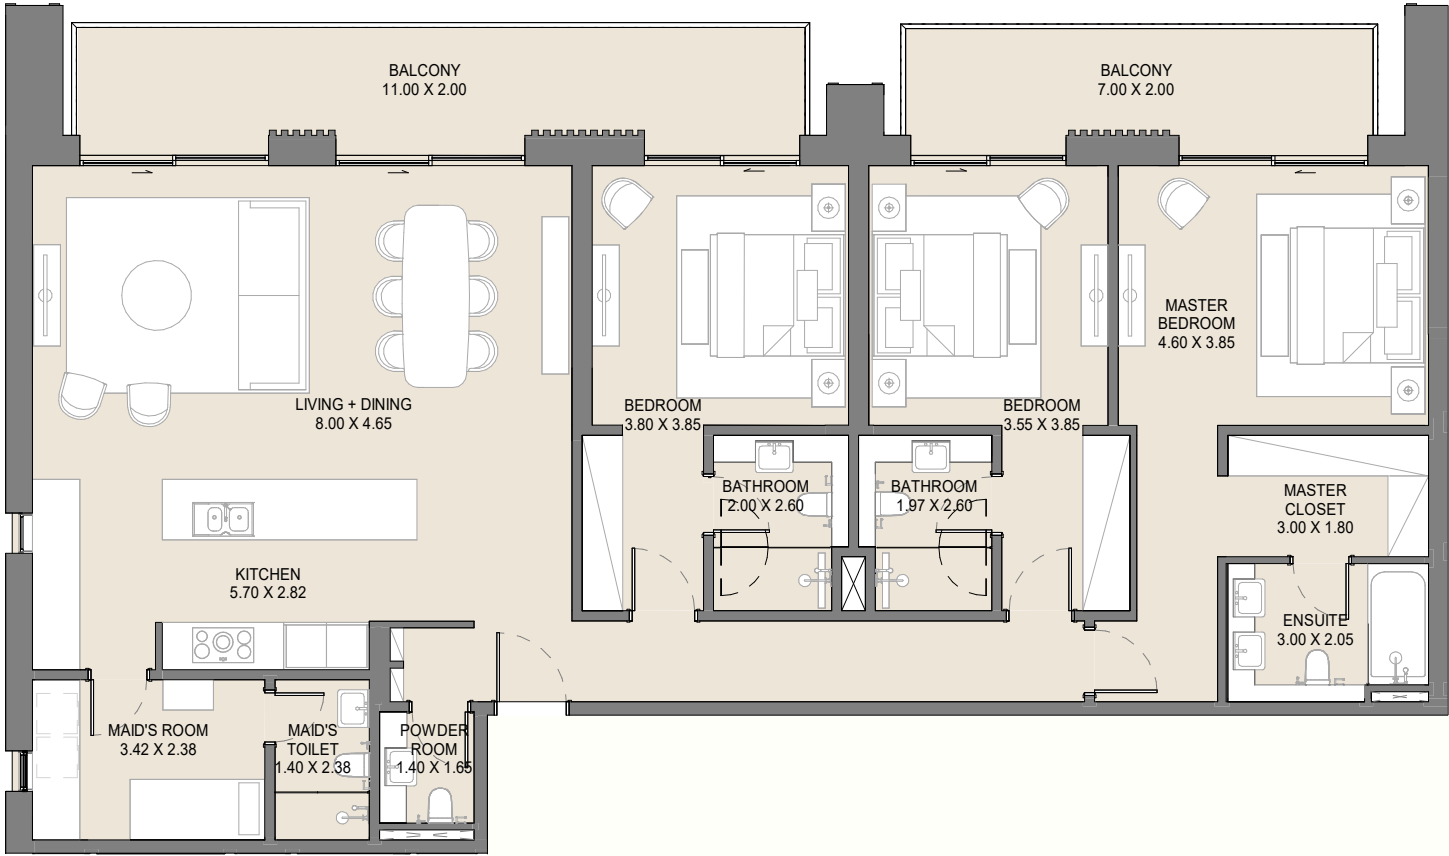 BALCONY
11.00 X 2.00
BALCONY
7.00 X 2.00
MASTER
BEDROOM
4.60 X 3.85
LIVING + DINING
8.00 X 4.65
BEDROOM
3.80 X 3.85
BEDROOM
3.55 X 3.85
BATHROOM
2.00 X 2.60
BATHROOM
1.97 X 2.60
MASTER
CLOSET
3.00 X 1.80
KITCHEN
5.70 X 2.82
ENSUITE
3.00 X 2.05
MAID'S ROOM
3.42 X 2.38
MAID'S
TOILET
1.40 X 2.38
POWDER
ROOM
1.40 X 1.65